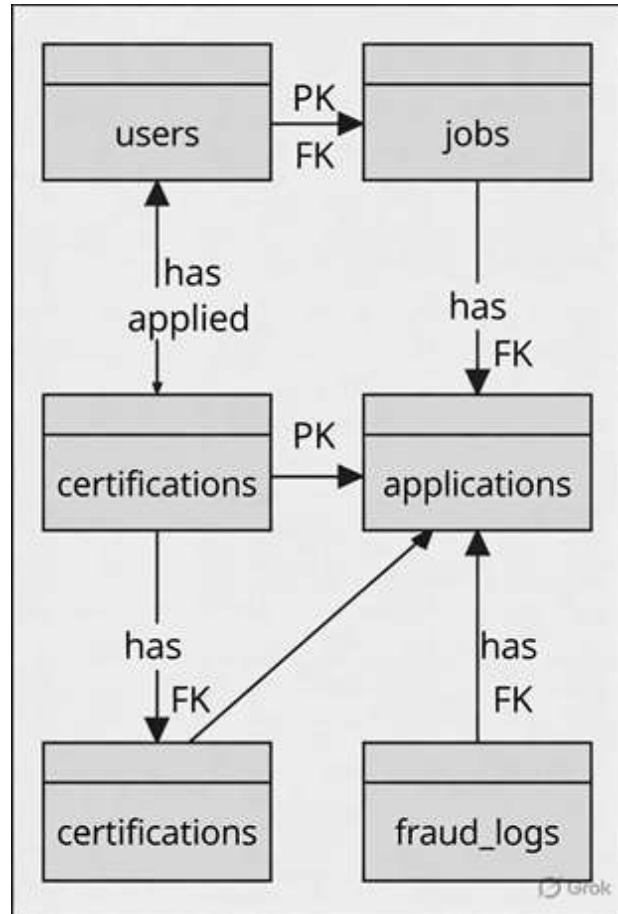 users
PK
FK
jobs
has
applied
has
FK
certifications
PK
applications
has
FK
has
FK
certifications
fraud_logs
Grok